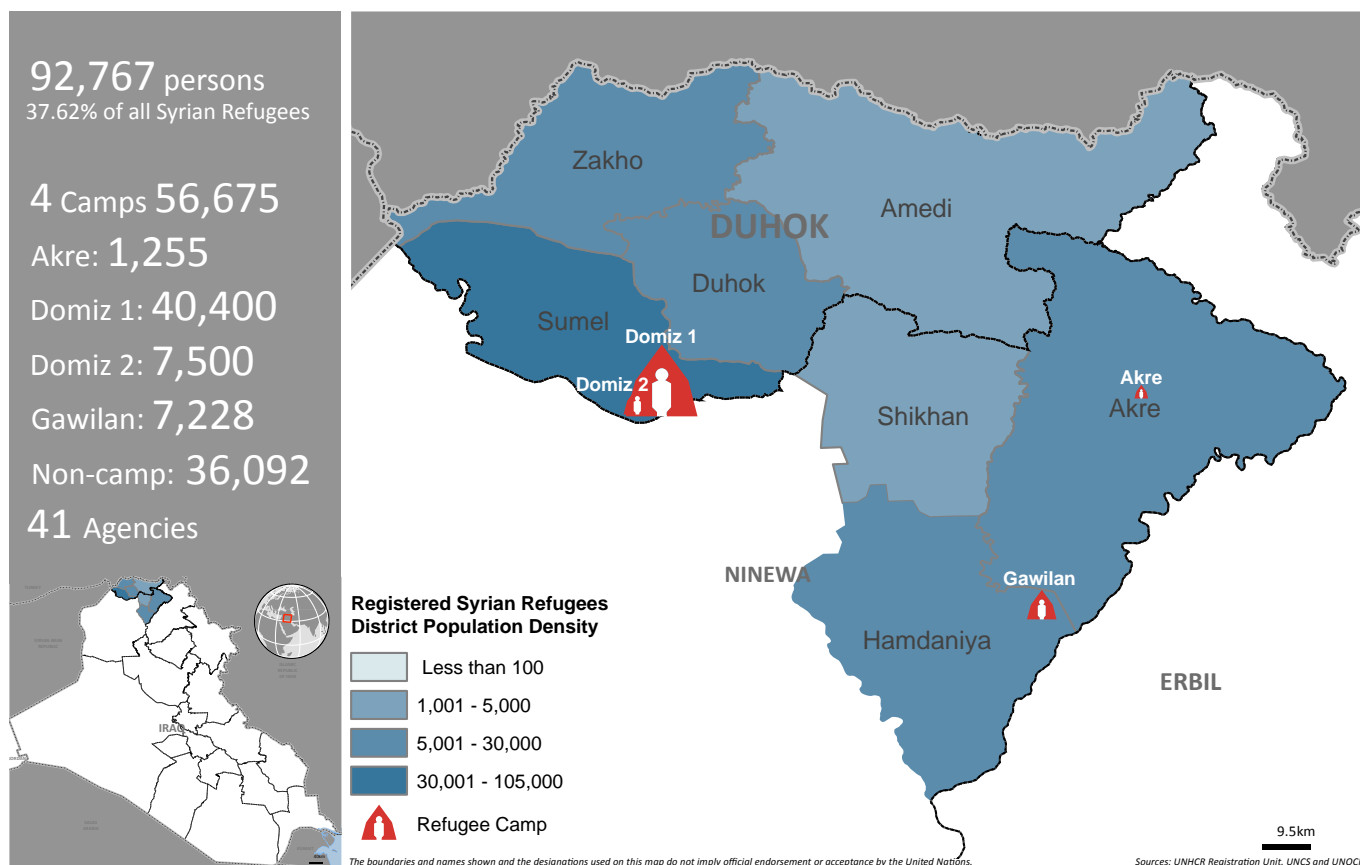 92,767 persons
37.62% of all Syrian Refugees
4 Camps 56,675
Akre: 1,255
Domiz 1: 40,400
Domiz 2: 7,500
Gawilan: 7,228
Non-camp: 36,092
41 Agencies
IRAQ
Zakho
Amedi
DUHOK
Duhok
Sumel
Domiz 1
Domiz 2
Shikhan
Akre
Akre
NINEWA
Gawilan
Hamdaniya
ERBIL
Registered Syrian Refugees
District Population Density
Less than 100
1,001 - 5,000
5,001 - 30,000
30,001 - 105,000
Refugee Camp
9.5km
The boundaries and names shown and the designations used on this map do not imply official endorsement or acceptance by the United Nations.
Sources: UNHCR Registration Unit, UNCS and UNOCH